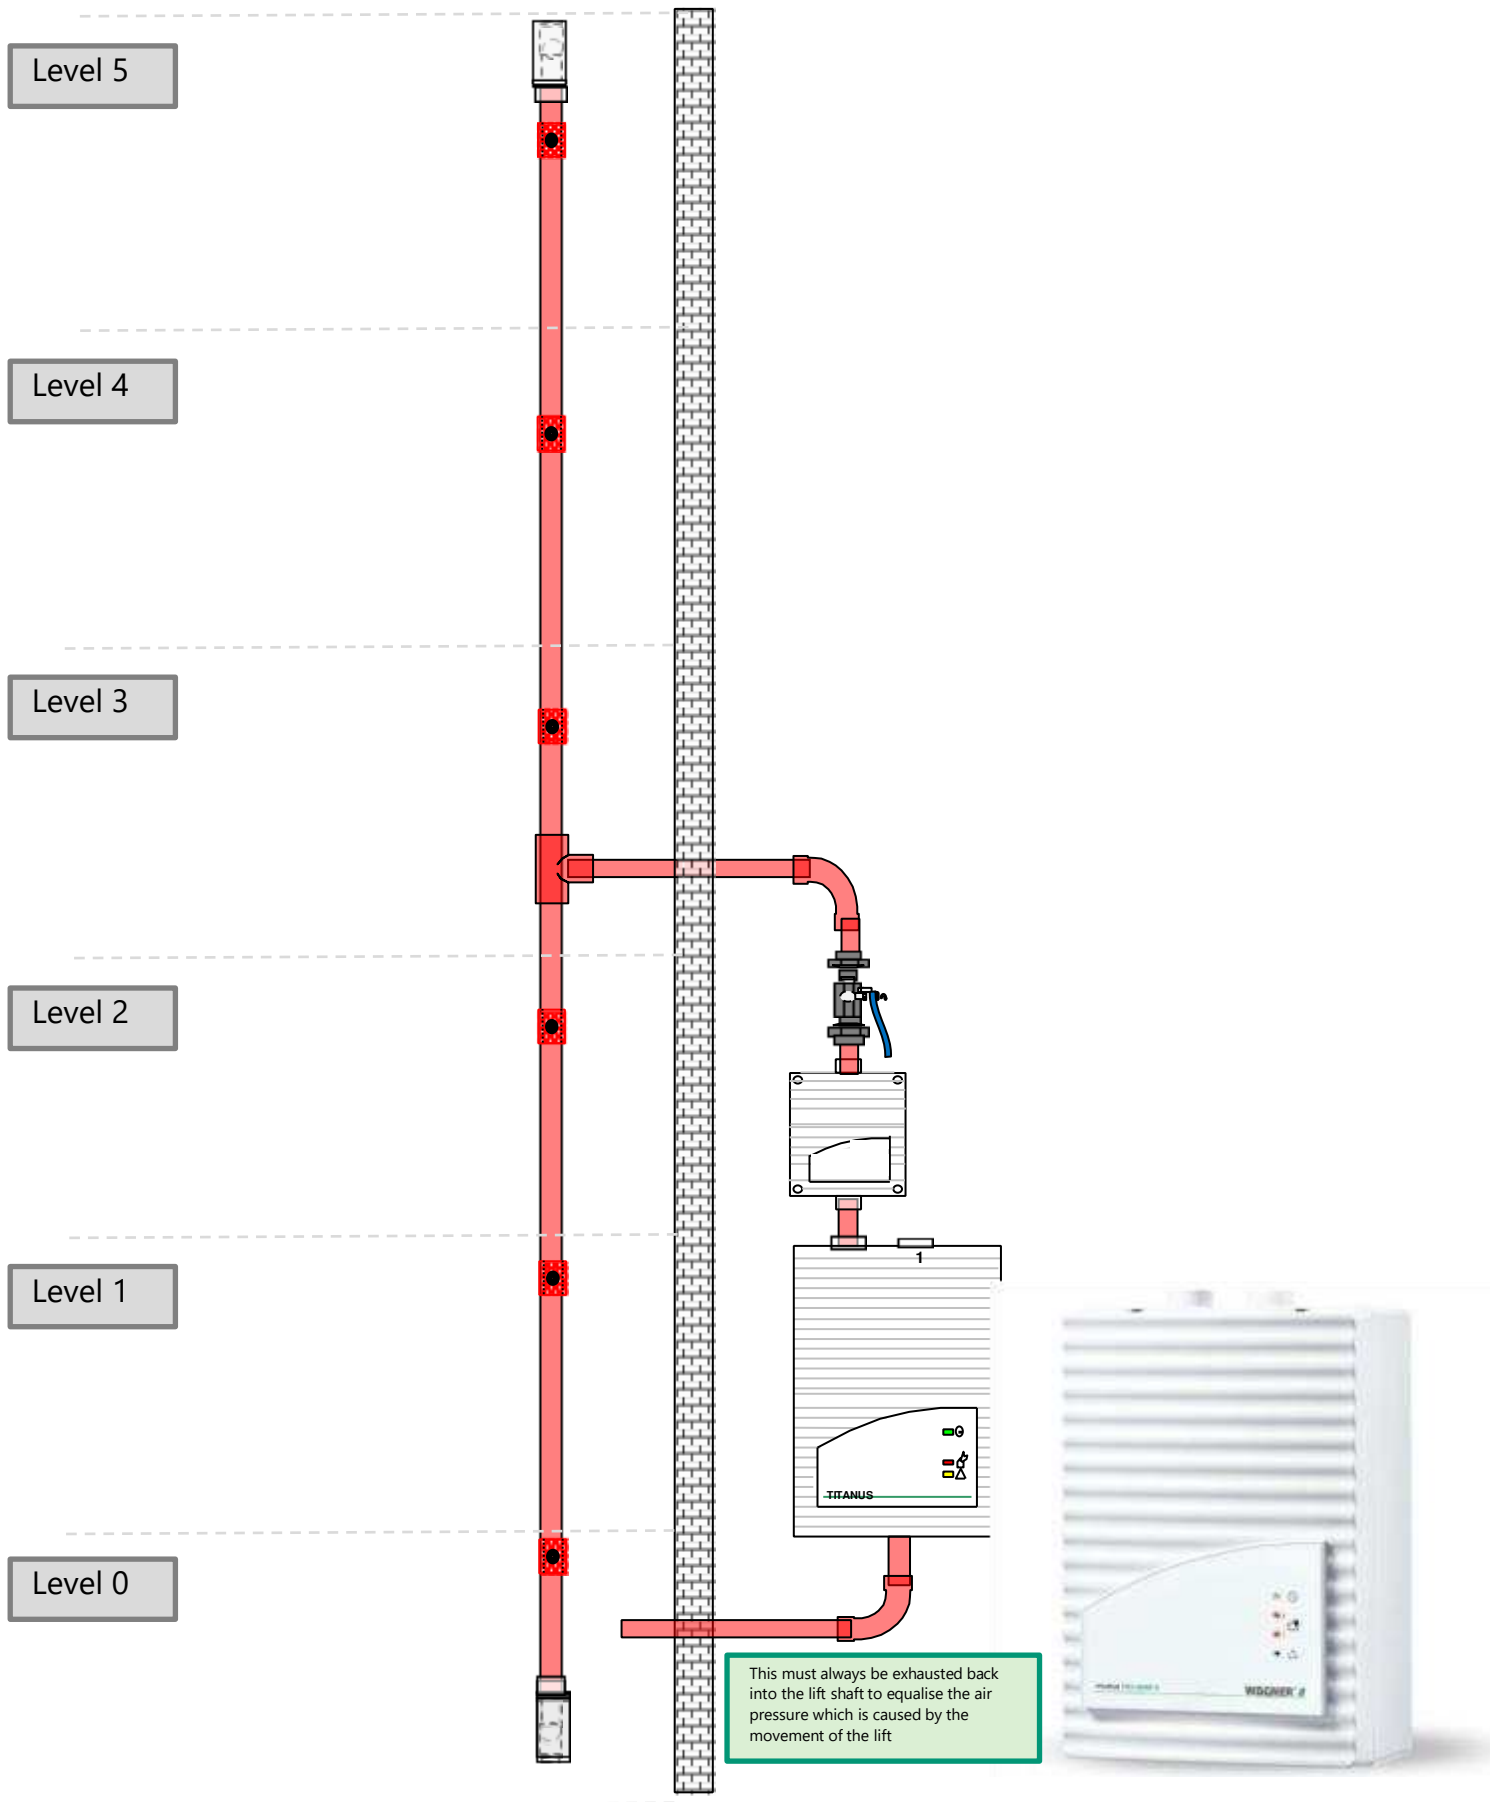 Level 5
Level 4
Level 3
Level 2
Level 1
1
TITANUS
WAGNER
Level 0
This must always be exhausted back
into the lift shaft to equalise the air
pressure which is caused by the
movement of the lift